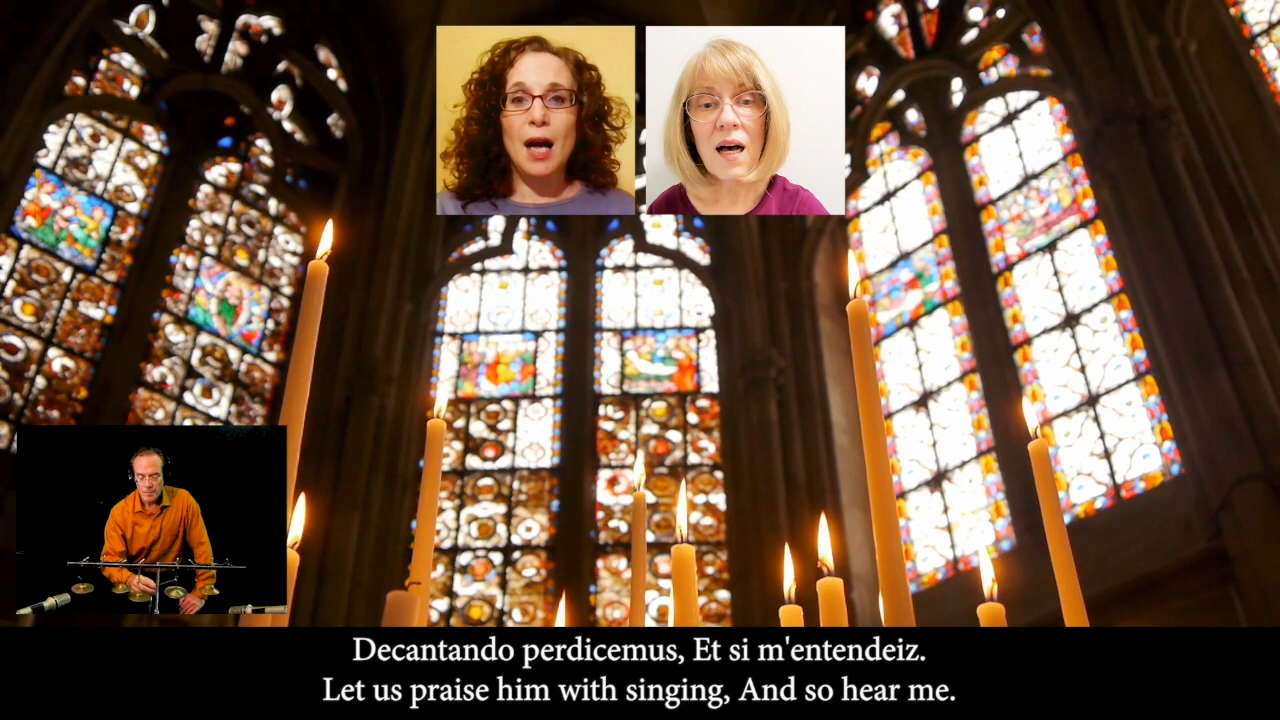 Decantando perdicemus, Et si m'entendeiz.
Let us praise him with singing, And so hear me.